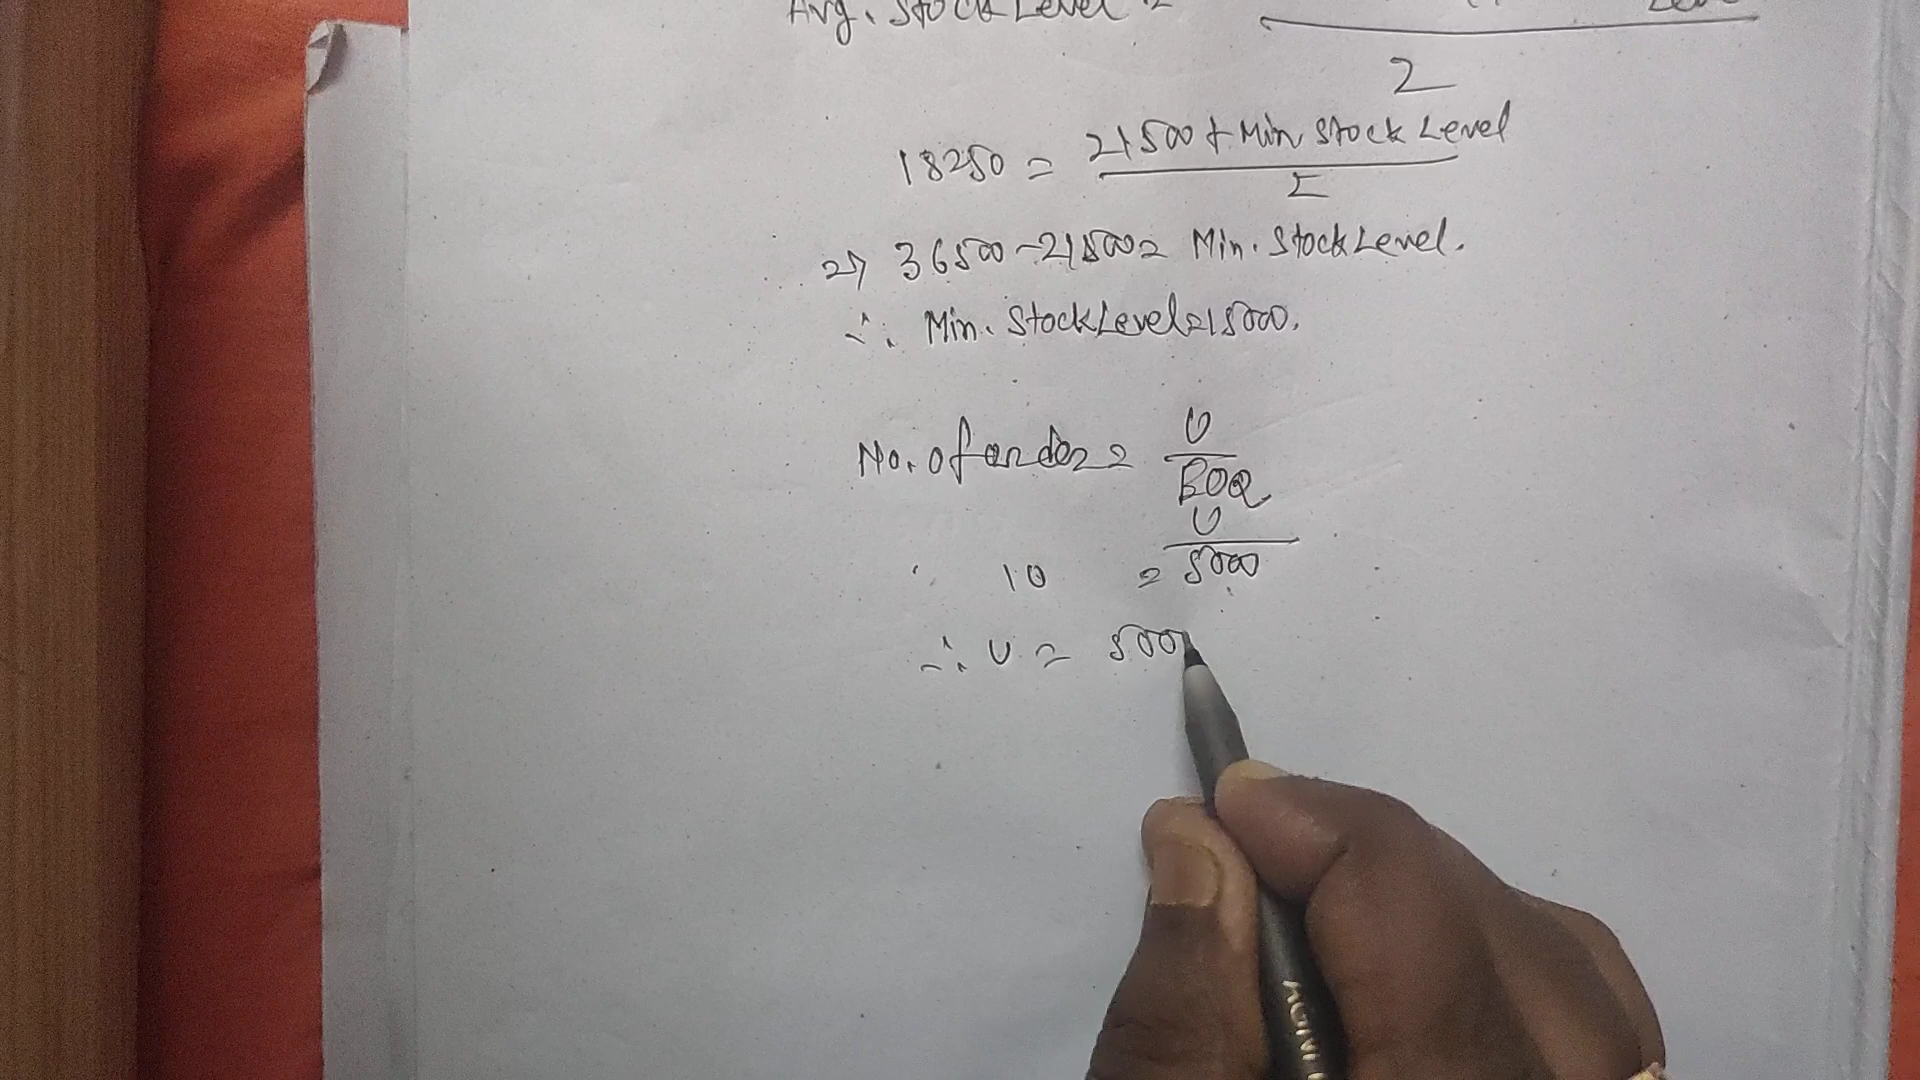 Avg. Stock Level =
2
18250 = 21500 + Min Stock Level
2
=> 36500 - 21500 = Min. Stock Level.
∴ Min. Stock Level = 15000.
No. of order = U
EOQ
U
10 = 5000
∴ U = 500
AGNI